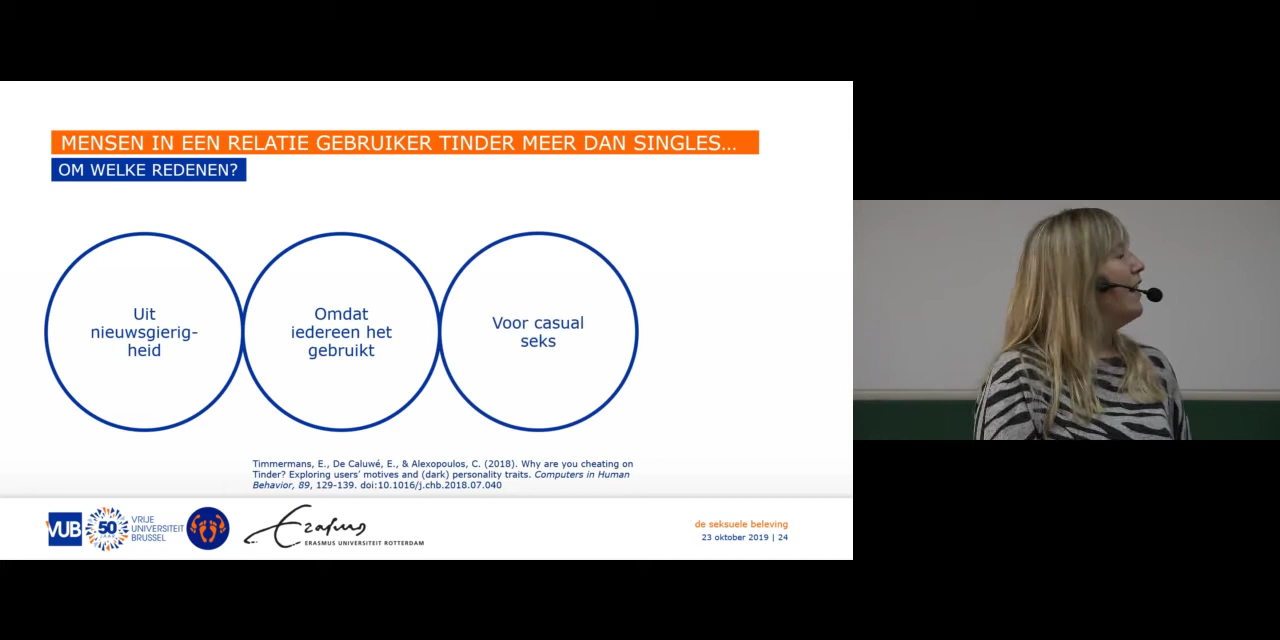 MENSEN IN EEN RELATIE GEBRUIKER TINDER MEER DAN SINGLES...
OM WELKE REDENEN?
Uit
nieuwsgierig-
heid
Omdat
iedereen het
gebruikt
Voor casual
seks
Timmermans, E., De Caluwé, E., & Alexopoulos, C. (2018). Why are you cheating on
Tinder? Exploring users' motives and (dark) personality traits. Computers in Human
Behavior, 89, 129-139. doi:10.1016/j.chb.2018.07.040
VUB
50
JAAR
VRIJE
UNIVERSITEIT
BRUSSEL
Erasmus
ERASMUS UNIVERSITEIT ROTTERDAM
de seksuele beleving
23 oktober 2019 | 24